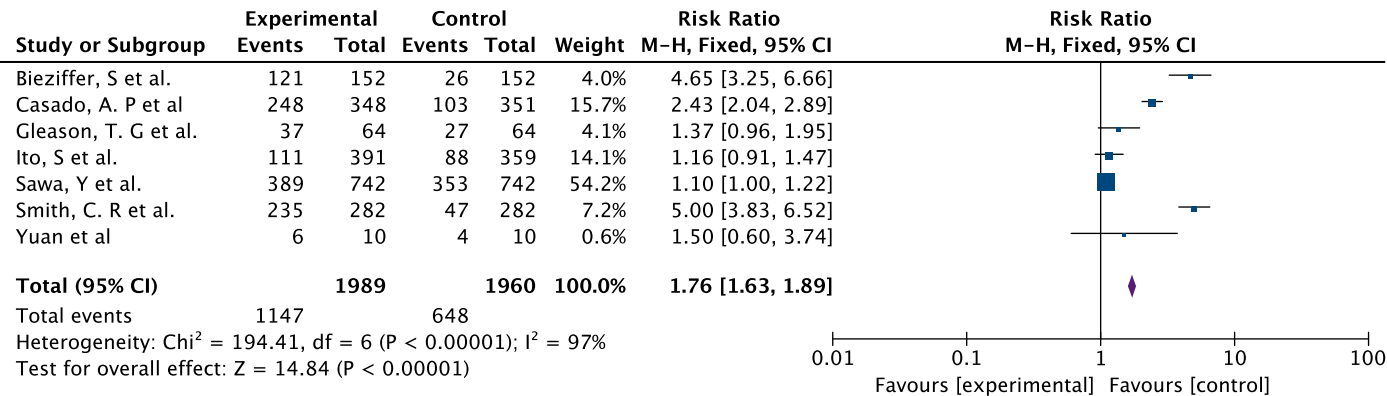 Experimental Control Risk Ratio Risk Ratio
Study or Subgroup Events Total Events Total Weight M-H, Fixed, 95% CI M-H, Fixed, 95% CI
Bieziffer, S et al. 121 152 26 152 4.0% 4.65 [3.25, 6.66]
Casado, A. P et al 248 348 103 351 15.7% 2.43 [2.04, 2.89]
Gleason, T. G et al. 37 64 27 64 4.1% 1.37 [0.96, 1.95]
Ito, S et al. 111 391 88 359 14.1% 1.16 [0.91, 1.47]
Sawa, Y et al. 389 742 353 742 54.2% 1.10 [1.00, 1.22]
Smith, C. R et al. 235 282 47 282 7.2% 5.00 [3.83, 6.52]
Yuan et al 6 10 4 10 0.6% 1.50 [0.60, 3.74]
Total (95% CI) 1989 1960 100.0% 1.76 [1.63, 1.89]
Total events 1147 648
Heterogeneity: Chi² = 194.41, df = 6 (P < 0.00001); I² = 97%
Test for overall effect: Z = 14.84 (P < 0.00001)
0.01 0.1 1 10 100
Favours [experimental] Favours [control]